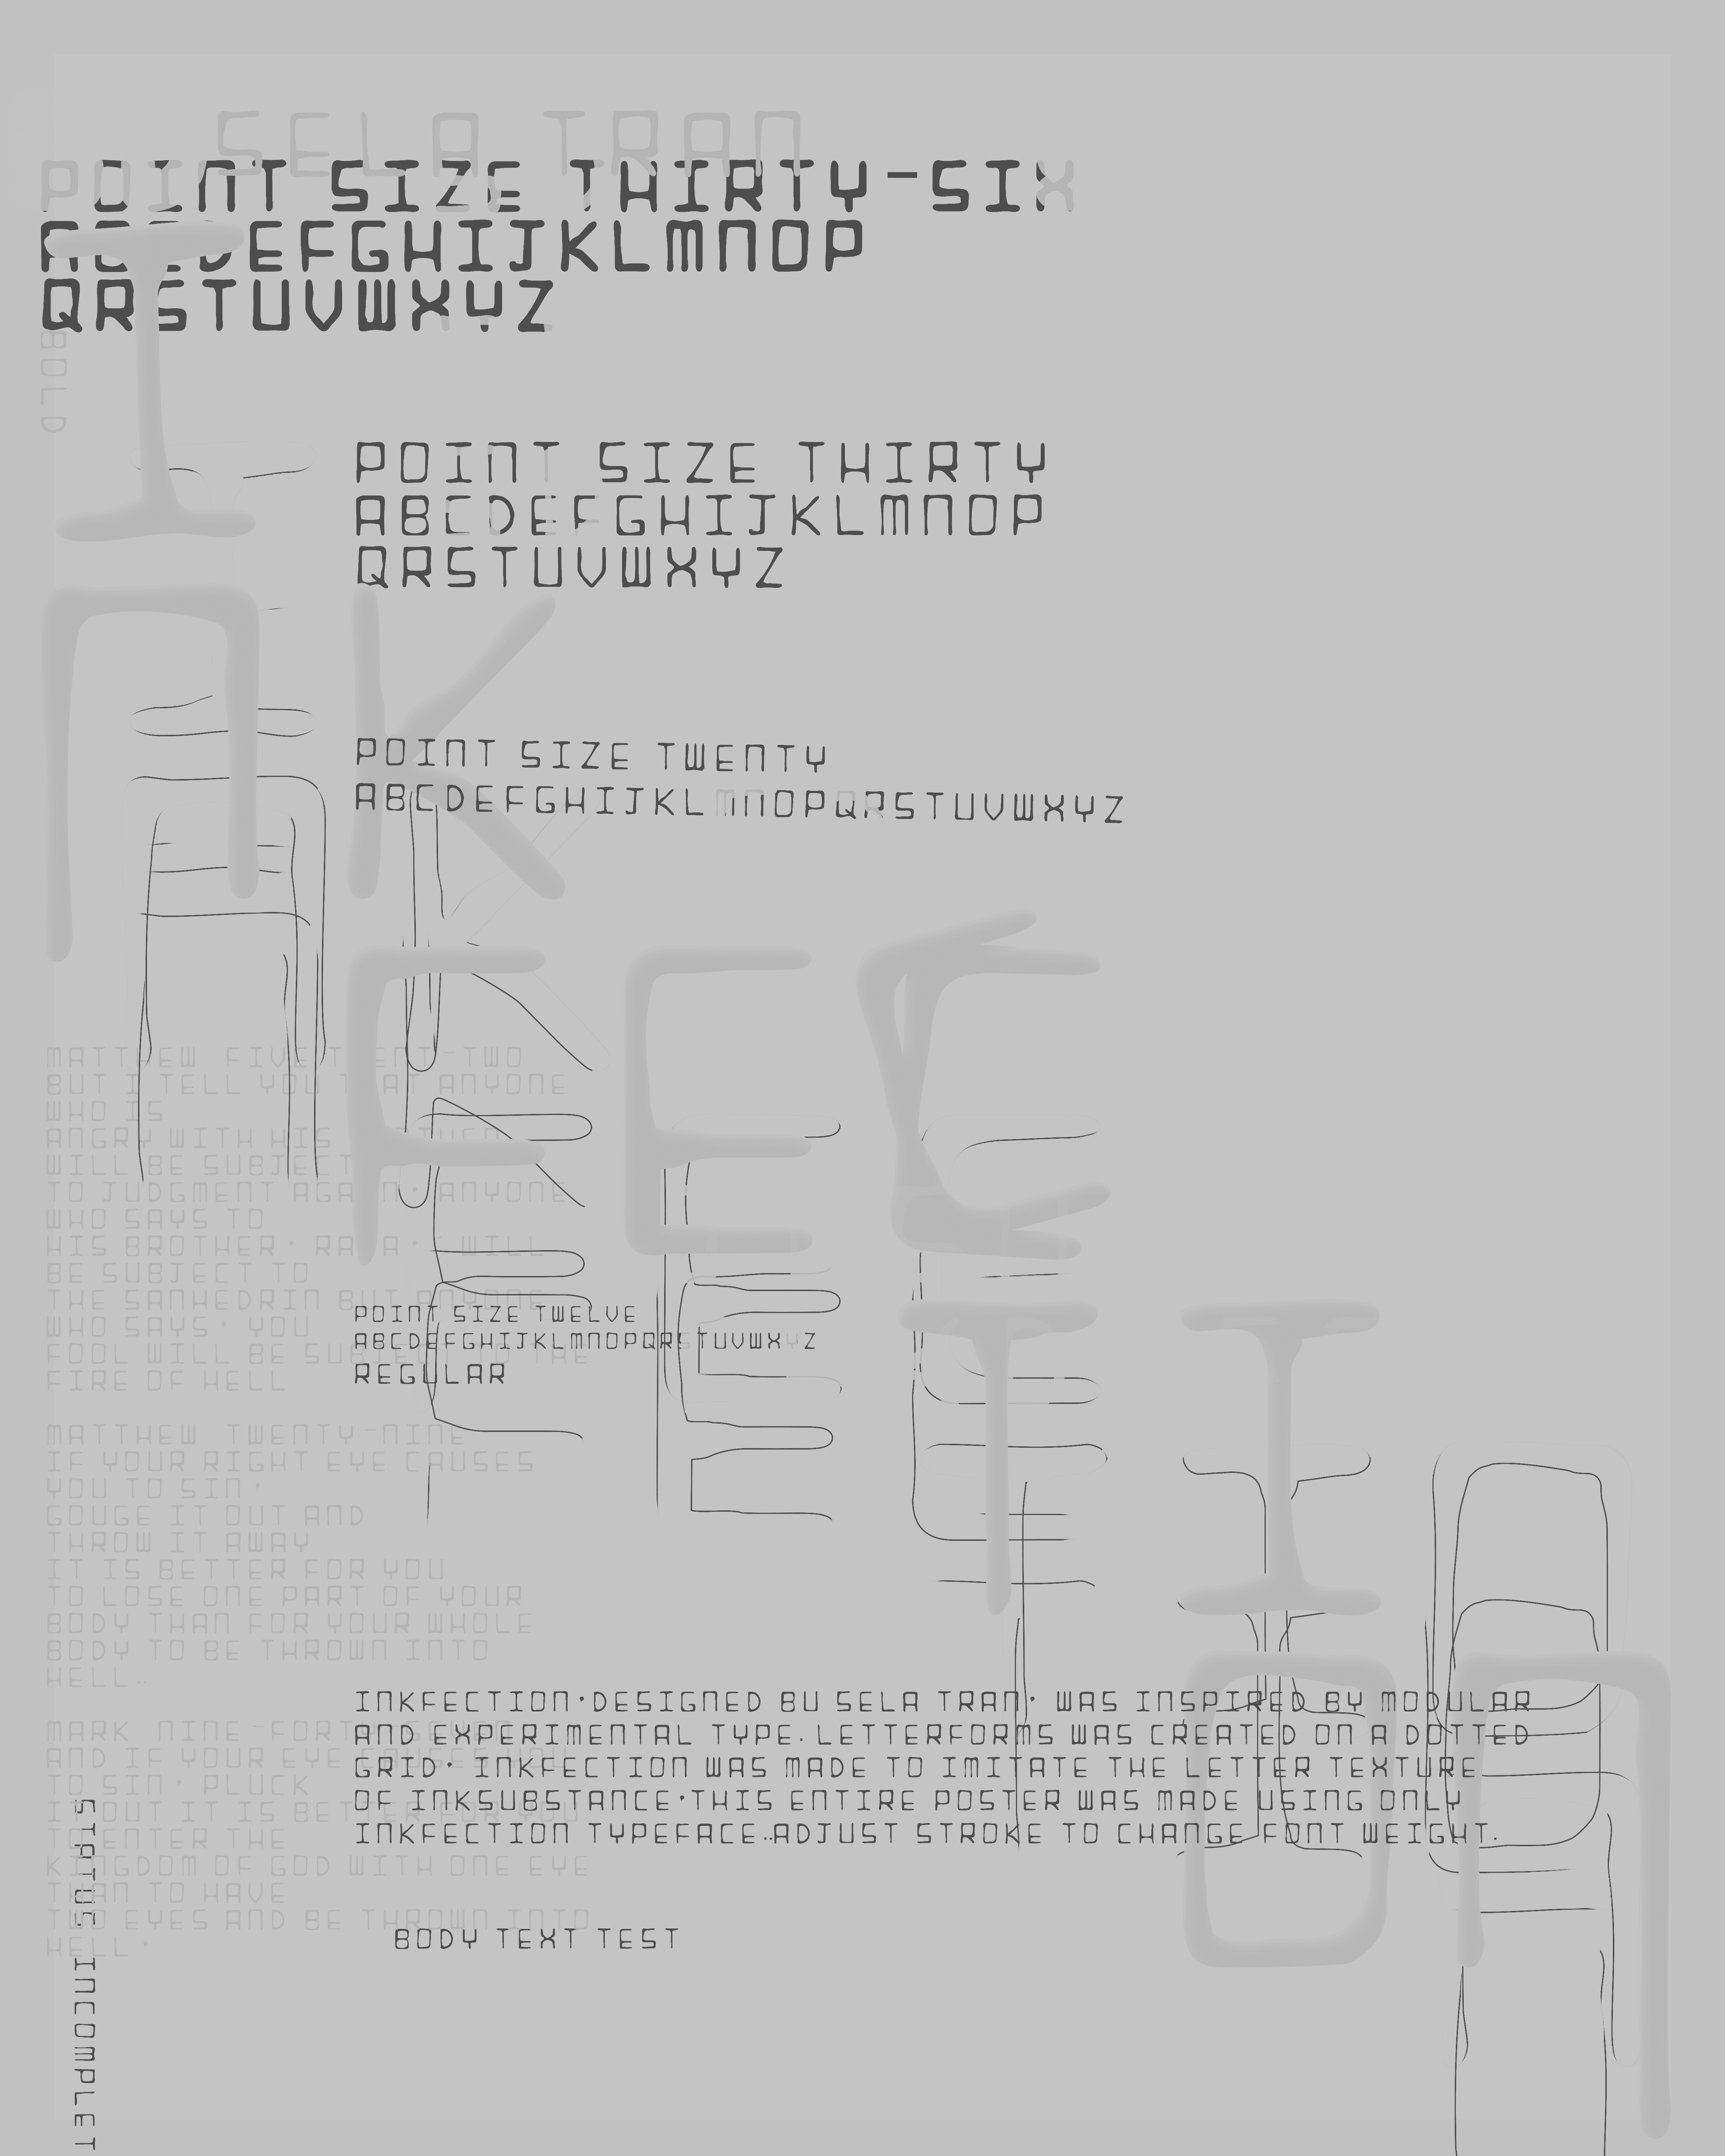 SELA TRAN
POINT SIZE THIRTY-SIX
ABCDEFGHIJKLMNOP
QRSTUVWXYZ
BOLD
POINT SIZE THIRTY
ABCDEFGHIJKLMNOP
QRSTUVWXYZ
INKFECTION
POINT SIZE TWENTY
ABCDEFGHIJKLMNOPQRSTUVWXYZ
MATTHEW FIVE TWENT-TWO
BUT I TELL YOU THAT ANYONE
WHO IS
ANGRY WITH HIS BROTHER
WILL BE SUBJECT
TO JUDGMENT AGAIN· ANYONE
WHO SAYS TO
HIS BROTHER· RA A·' WILL
BE SUBJECT TO
THE SANHEDRIN BUT ANYONE
WHO SAYS· YOU
FOOL WILL BE SUBJECT TO THE
FIRE OF HELL
POINT SIZE TWELVE
ABCDEFGHIJKLMNOPQRSTUVWXYZ
REGULAR
MATTHEW TWENTY-NINE
IF YOUR RIGHT EYE CAUSES
YOU TO SIN·
GOUGE IT OUT AND
THROW IT AWAY
IT IS BETTER FOR YOU
TO LOSE ONE PART OF YOUR
BODY THAN FOR YOUR WHOLE
BODY TO BE THROWN INTO
HELL..
MARK NINE-FORTY SEVEN
AND IF YOUR EYE CAUSES YOU
TO SIN· PLUCK
IT OUT IT IS BETTER FOR YOU
TO ENTER THE
KINGDOM OF GOD WITH ONE EYE
THAN TO HAVE
TWO EYES AND BE THROWN INTO
HELL·
INKFECTION·DESIGNED BU SELA TRAN· WAS INSPIRED BY MODULAR
AND EXPERIMENTAL TYPE.LETTERFORMS WAS CREATED ON A DOTTED
GRID· INKFECTION WAS MADE TO IMITATE THE LETTER TEXTURE
OF INKSUBSTANCE·THIS ENTIRE POSTER WAS MADE USING ONLY
INKFECTION TYPEFACE..ADJUST STROKE TO CHANGE FONT WEIGHT.
BODY TEXT TEST
STATUS INCOMPLET